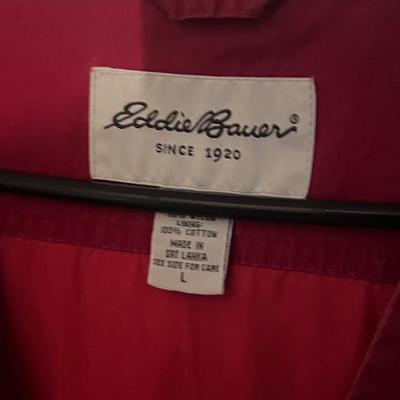 Eddie Bauer®
SINCE 1920
LINING:
100% COTTON
MADE IN
SRI LANKA
SEE SIDE FOR CARE
L